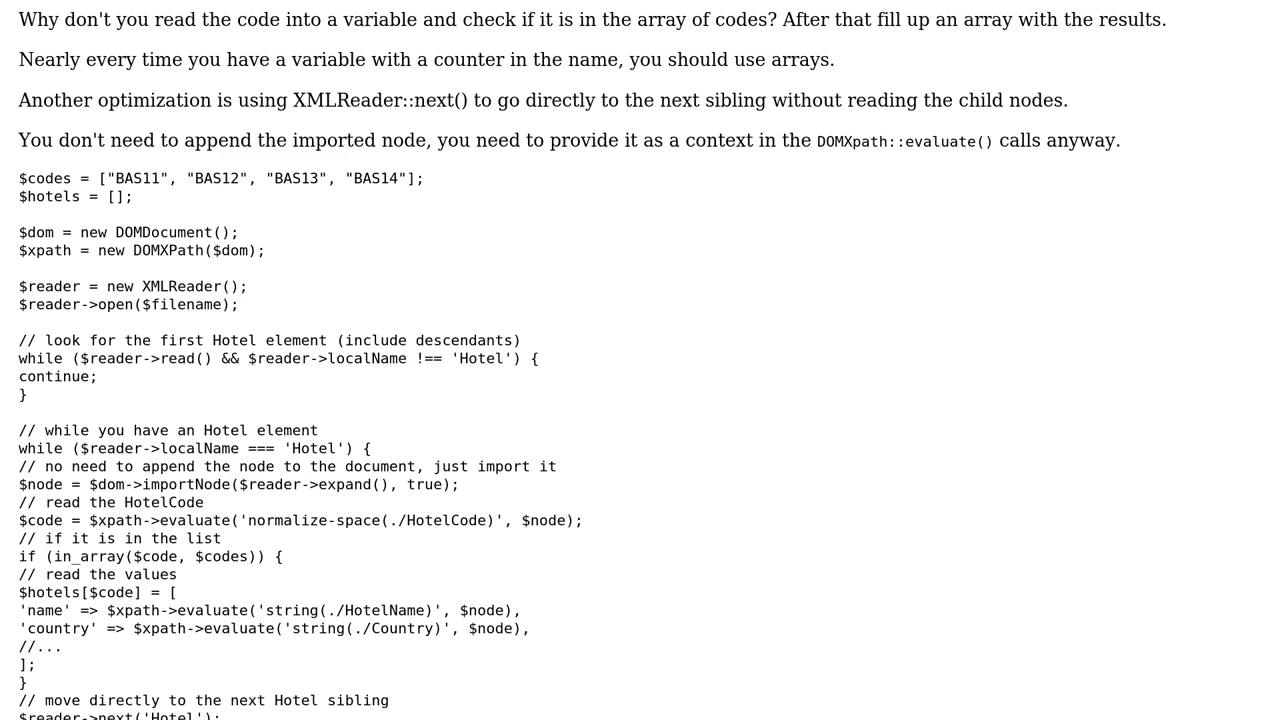 Why don't you read the code into a variable and check if it is in the array of codes? After that fill up an array with the results.
Nearly every time you have a variable with a counter in the name, you should use arrays.
Another optimization is using XMLReader::next() to go directly to the next sibling without reading the child nodes.
You don't need to append the imported node, you need to provide it as a context in the DOMXpath::evaluate() calls anyway.
$codes = ["BAS11", "BAS12", "BAS13", "BAS14"];
$hotels = [];
$dom = new DOMDocument();
$xpath = new DOMXPath($dom);
$reader = new XMLReader();
$reader->open($filename);
// look for the first Hotel element (include descendants)
while ($reader->read() && $reader->localName !== 'Hotel') {
continue;
}
// while you have an Hotel element
while ($reader->localName === 'Hotel') {
// no need to append the node to the document, just import it
$node = $dom->importNode($reader->expand(), true);
// read the HotelCode
$code = $xpath->evaluate('normalize-space(./HotelCode)', $node);
// if it is in the list
if (in_array($code, $codes)) {
// read the values
$hotels[$code] = [
'name' => $xpath->evaluate('string(./HotelName)', $node),
'country' => $xpath->evaluate('string(./Country)', $node),
//...
];
}
// move directly to the next Hotel sibling
$reader->next('Hotel');